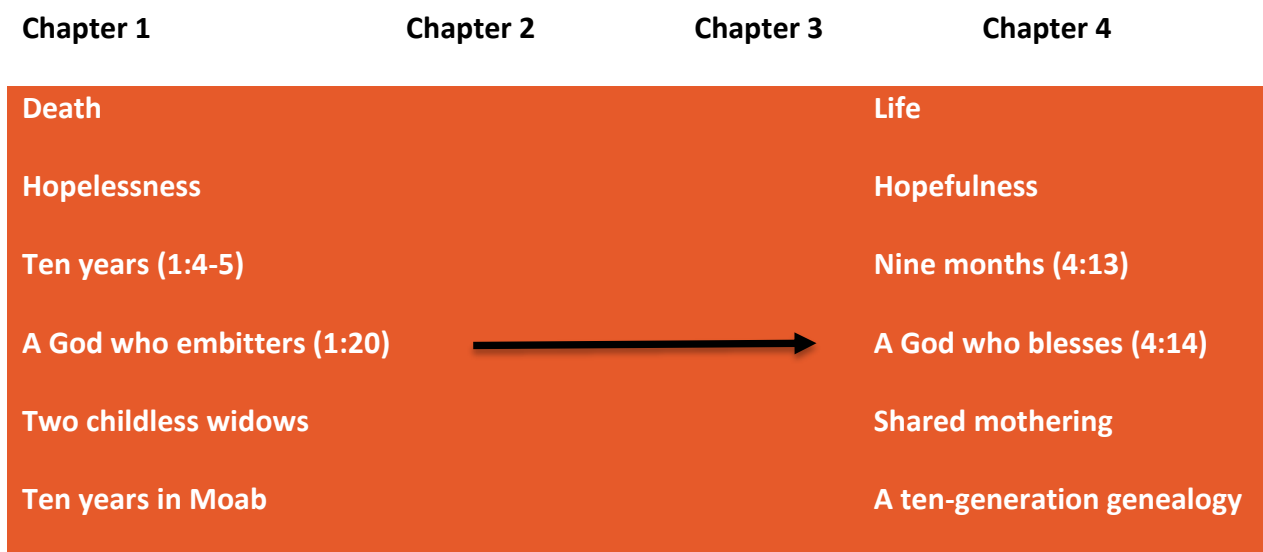 Chapter 1 Chapter 2 Chapter 3 Chapter 4
Death Life
Hopelessness Hopefulness
Ten years (1:4-5) Nine months (4:13)
A God who embitters (1:20) A God who blesses (4:14)
Two childless widows Shared mothering
Ten years in Moab A ten-generation genealogy